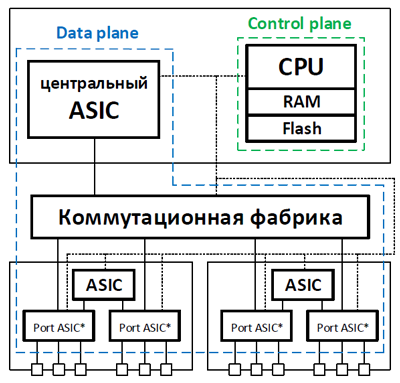 Data plane
Control plane
центральный
ASIC
CPU
RAM
Flash
Коммутационная фабрика
ASIC
ASIC
Port ASIC*
Port ASIC*
Port ASIC*
Port ASIC*